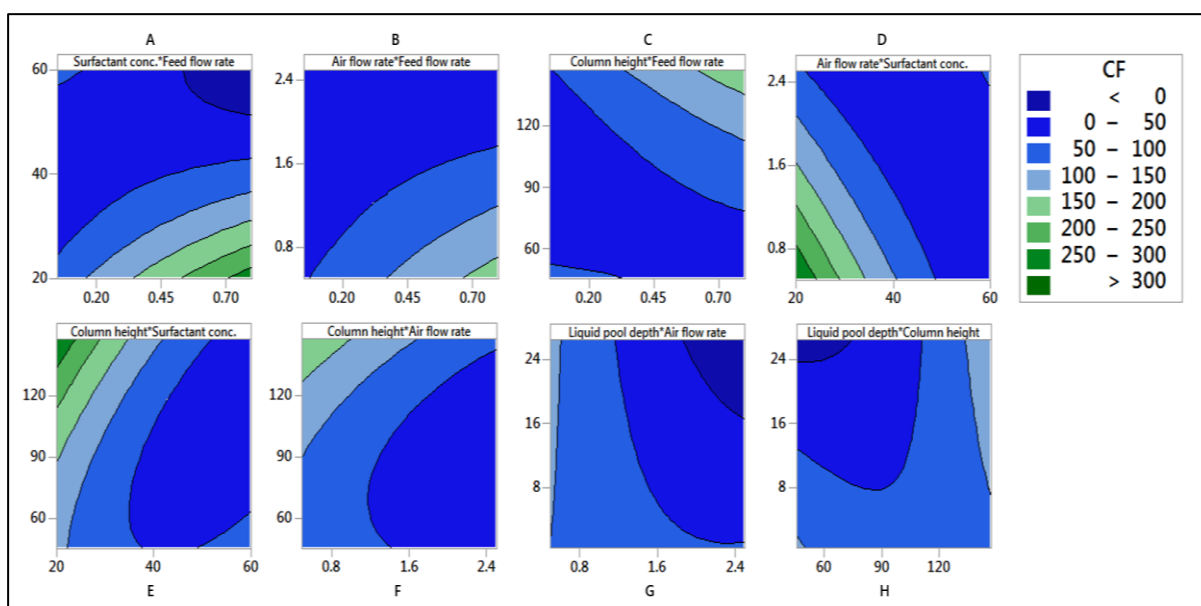 A B C D
Surfactant conc.*Feed flow rate
Air flow rate*Feed flow rate
Column height*Feed flow rate
Air flow rate*Surfactant conc.
60
40
20
0.20 0.45 0.70
2.4
1.6
0.8
0.20 0.45 0.70
120
90
60
0.20 0.45 0.70
2.4
1.6
0.8
20 40 60
CF
< 0
0 – 50
50 – 100
100 – 150
150 – 200
200 – 250
250 – 300
> 300
Column height*Surfactant conc.
Column height*Air flow rate
Liquid pool depth*Air flow rate
Liquid pool depth*Column height
120
90
60
20 40 60
120
90
60
0.8 1.6 2.4
24
16
8
0.8 1.6 2.4
24
16
8
60 90 120
E F G H